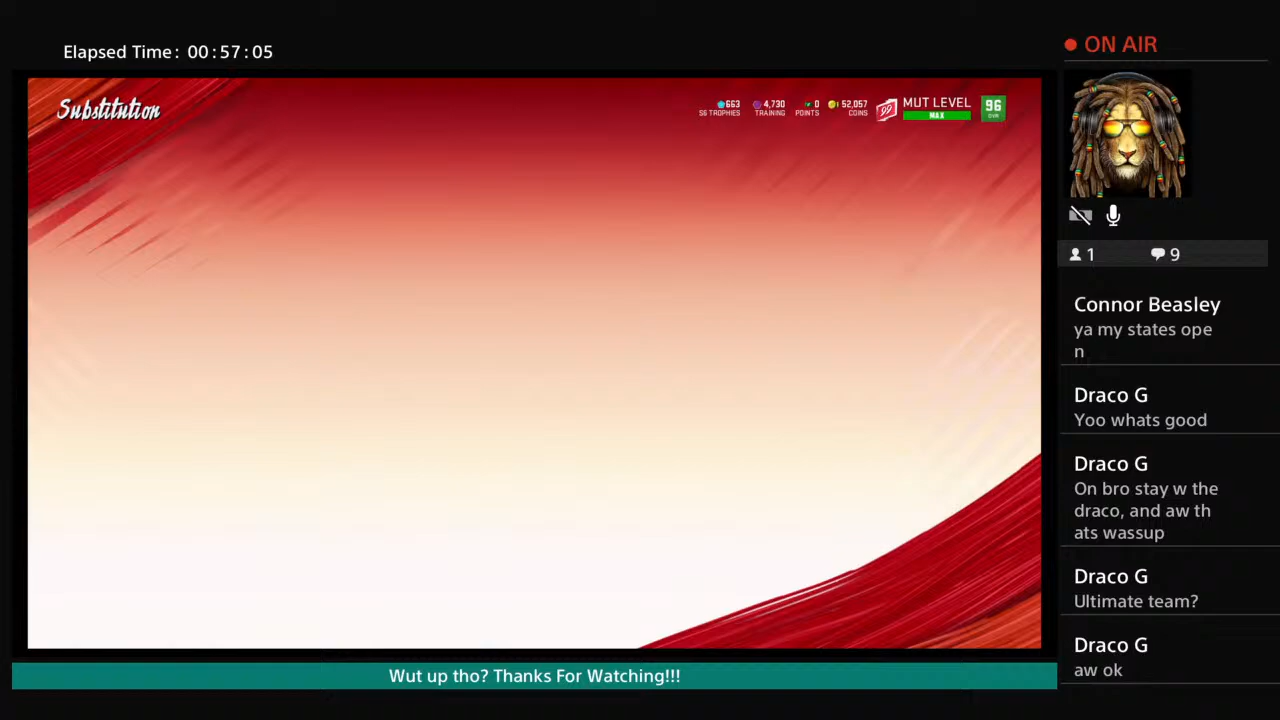 Elapsed Time: 00:57:05
ON AIR
Substitution
663
S6 TROPHIES
4,730
TRAINING
0
POINTS
52,057
COINS
99
MUT LEVEL
MAX
96
OVR
1
9
Connor Beasley
ya my states ope
n
Draco G
Yoo whats good
Draco G
On bro stay w the
draco, and aw th
ats wassup
Draco G
Ultimate team?
Draco G
aw ok
Wut up tho? Thanks For Watching!!!